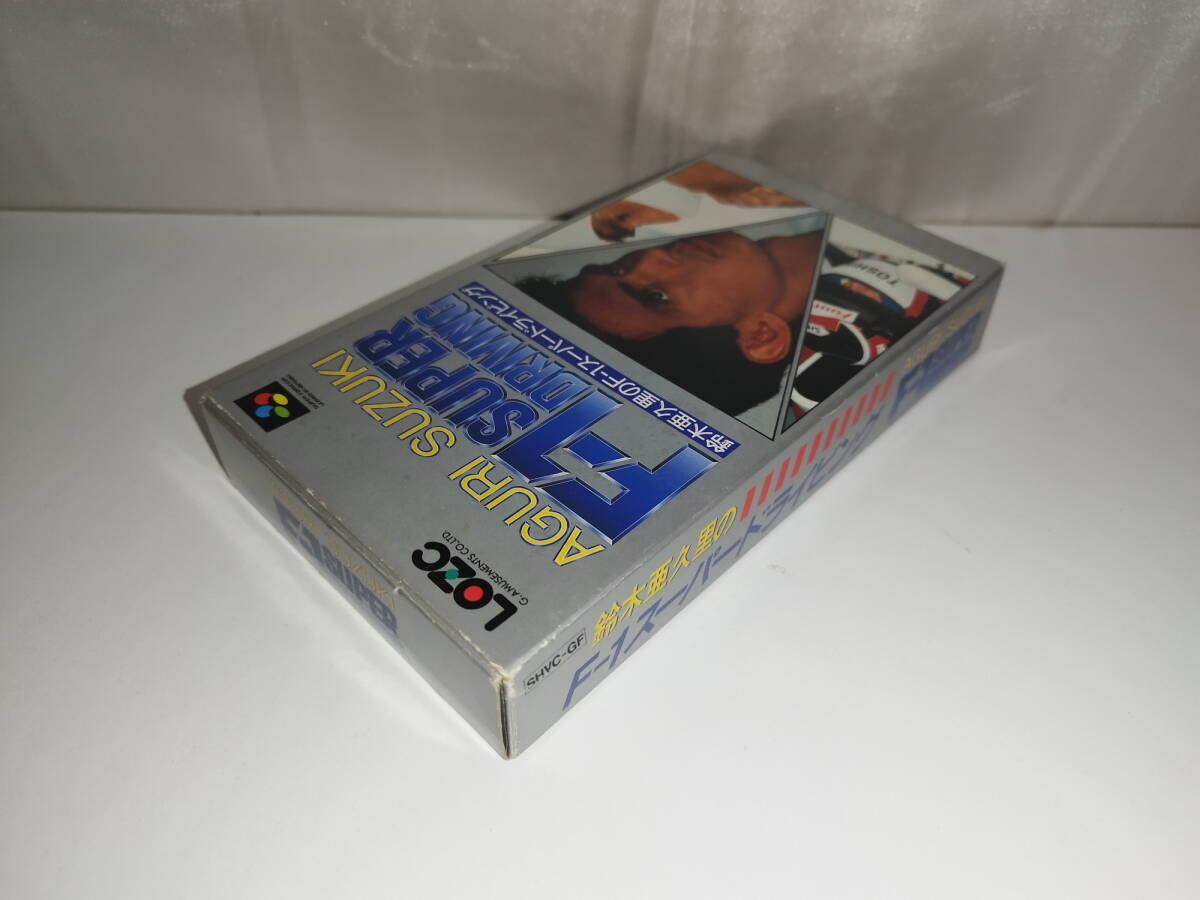 AGURI SUZUKI
F-1
SUPER
DRIVING
鈴木亜久里のF-1スーパードライビング
LOZC
G.AMUSEMENTS CO.,LTD.
TOSH
SHVC-GF
鈴木亜久里の
F-1スーパードライビング